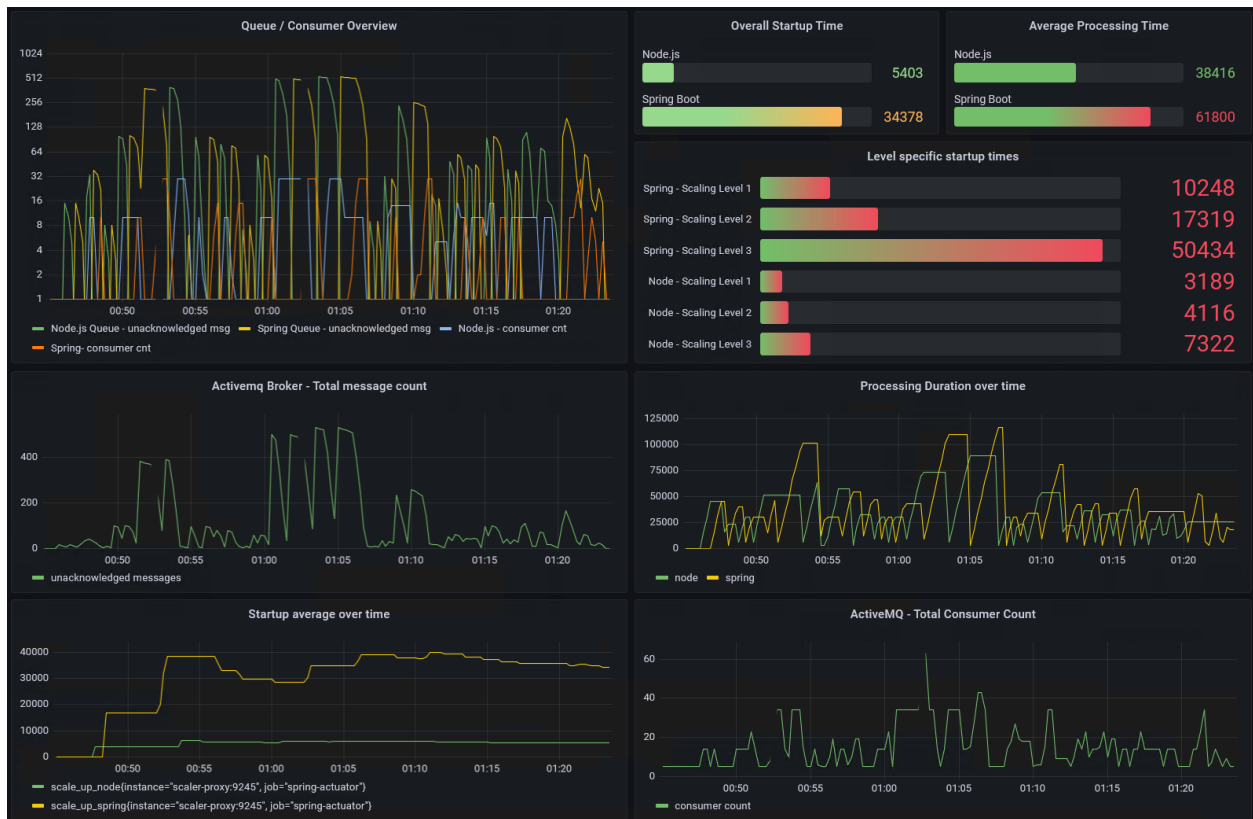 Queue / Consumer Overview
1024
512
256
128
64
32
16
8
4
2
1
00:50 00:55 01:00 01:05 01:10 01:15 01:20
Node.js Queue - unacknowledged msg Spring Queue - unacknowledged msg Node.js - consumer cnt
Spring- consumer cnt
Overall Startup Time
Node.js
5403
Spring Boot
34378
Average Processing Time
Node.js
38416
Spring Boot
61800
Level specific startup times
Spring - Scaling Level 1 10248
Spring - Scaling Level 2 17319
Spring - Scaling Level 3 50434
Node - Scaling Level 1 3189
Node - Scaling Level 2 4116
Node - Scaling Level 3 7322
Activemq Broker - Total message count
400
200
0
00:50 00:55 01:00 01:05 01:10 01:15 01:20
unacknowledged messages
Processing Duration over time
125000
100000
75000
50000
25000
0
00:50 00:55 01:00 01:05 01:10 01:15 01:20
node spring
Startup average over time
40000
30000
20000
10000
0
00:50 00:55 01:00 01:05 01:10 01:15 01:20
scale_up_node{instance="scaler-proxy:9245", job="spring-actuator"}
scale_up_spring{instance="scaler-proxy:9245", job="spring-actuator"}
ActiveMQ - Total Consumer Count
60
40
20
0
00:50 00:55 01:00 01:05 01:10 01:15 01:20
consumer count